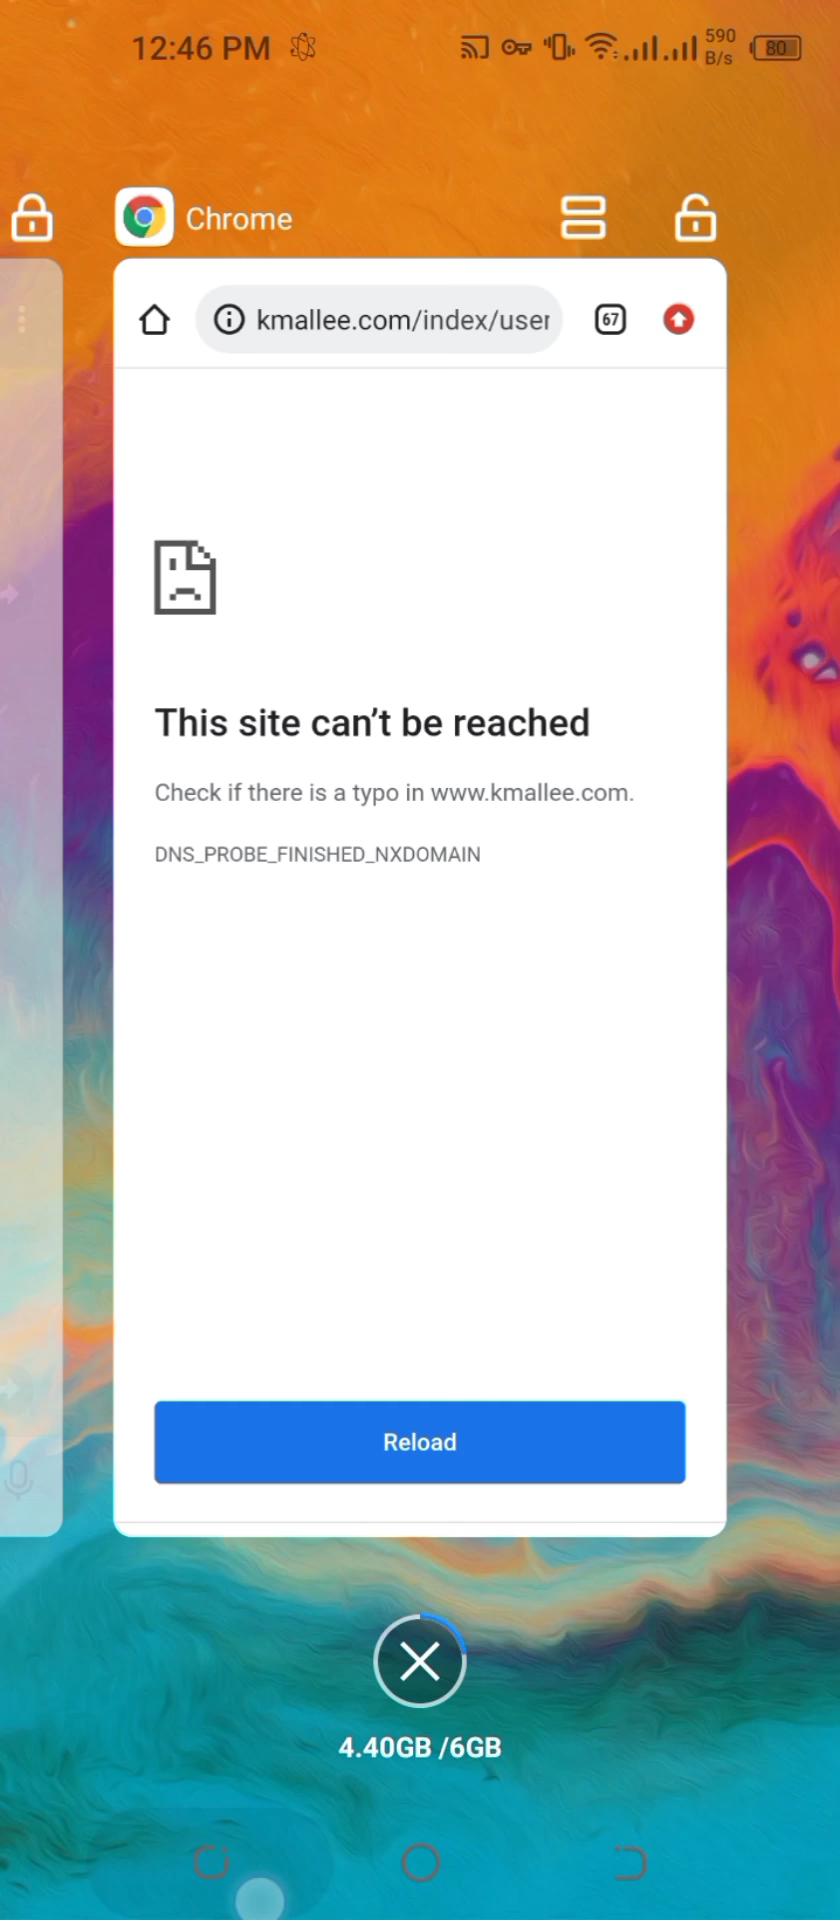 12:46 PM
590
B/s
80
Chrome
kmallee.com/index/user
67
This site can’t be reached
Check if there is a typo in www.kmallee.com.
DNS_PROBE_FINISHED_NXDOMAIN
Reload
4.40GB /6GB